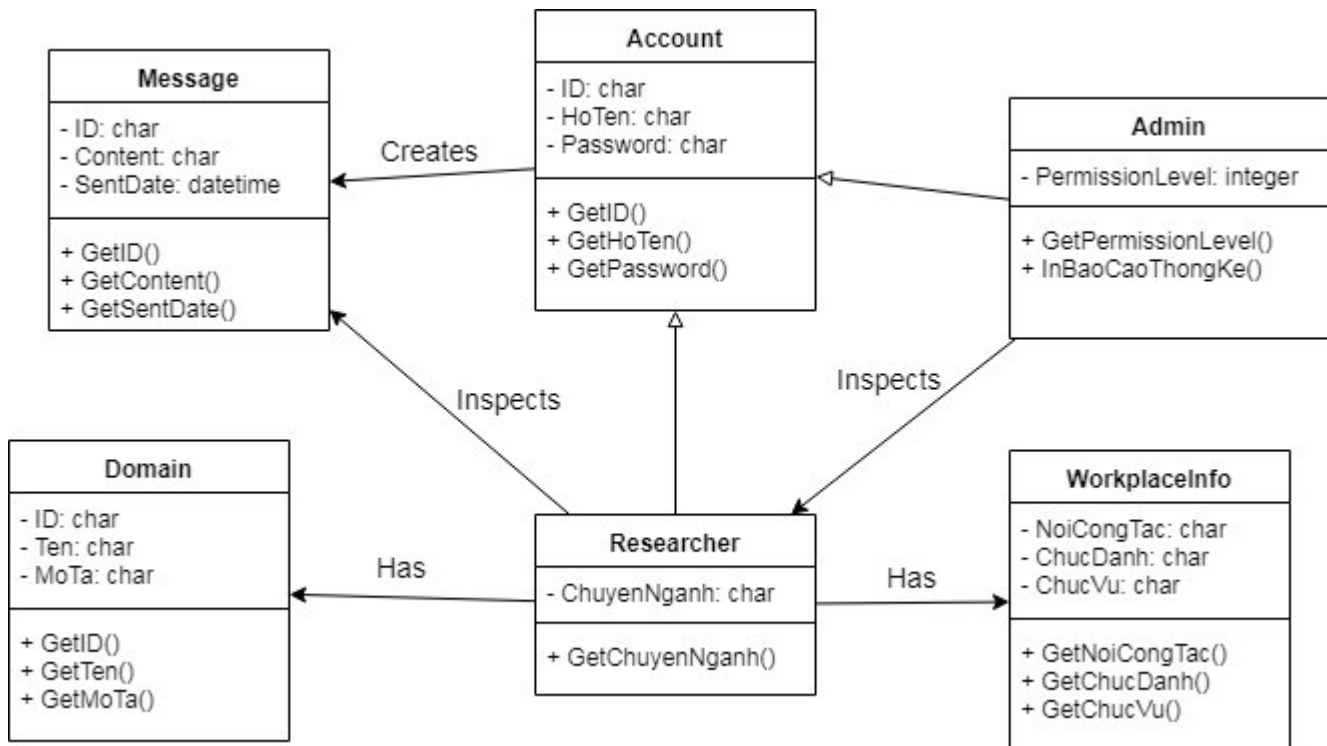 Message
- ID: char
- Content: char
- SentDate: datetime
+ GetID()
+ GetContent()
+ GetSentDate()
Creates
Account
- ID: char
- HoTen: char
- Password: char
+ GetID()
+ GetHoTen()
+ GetPassword()
Admin
- PermissionLevel: integer
+ GetPermissionLevel()
+ InBaoCaoThongKe()
Inspects
Inspects
Domain
- ID: char
- Ten: char
- MoTa: char
+ GetID()
+ GetTen()
+ GetMoTa()
Has
Researcher
- ChuyenNganh: char
+ GetChuyenNganh()
Has
WorkplaceInfo
- NoiCongTac: char
- ChucDanh: char
- ChucVu: char
+ GetNoiCongTac()
+ GetChucDanh()
+ GetChucVu()